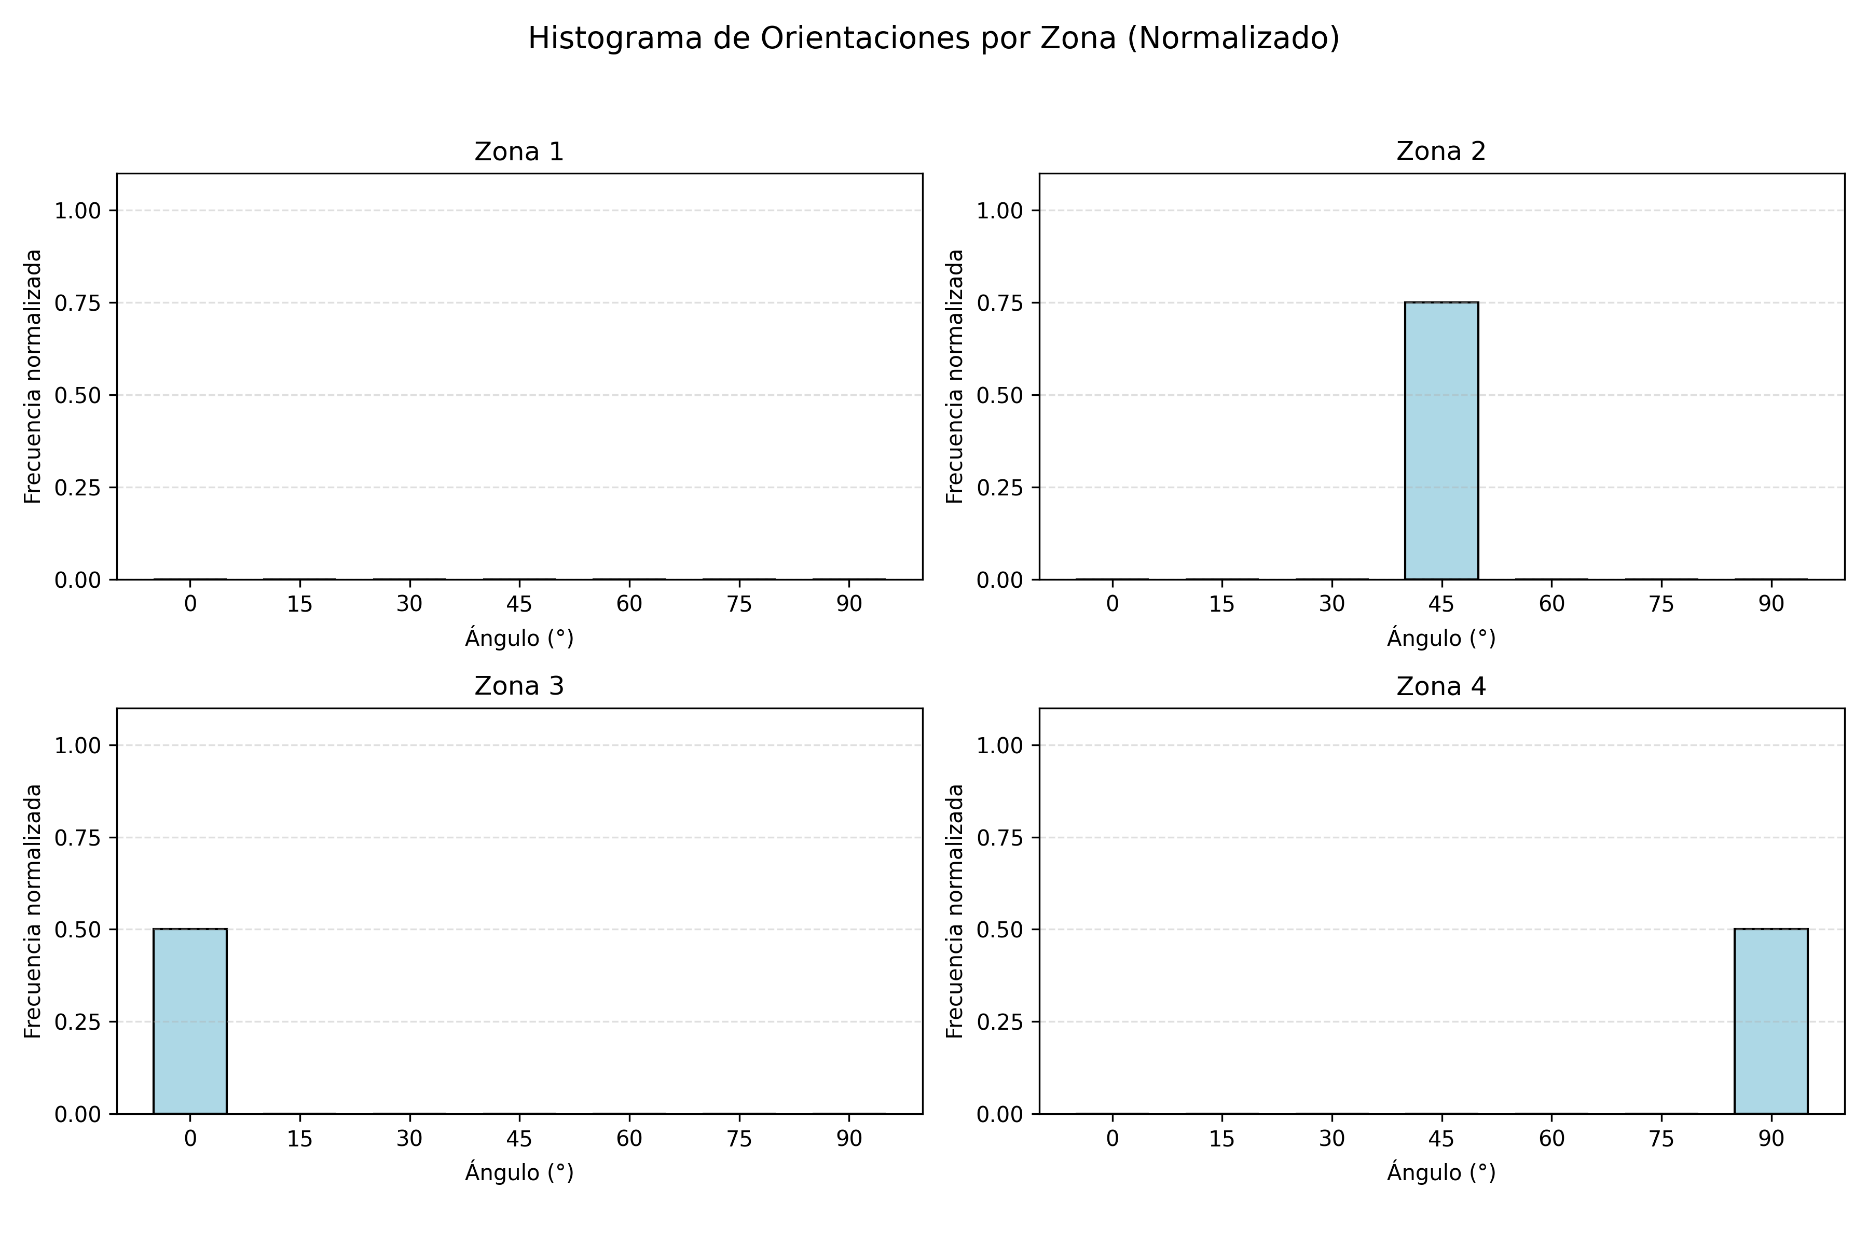 Histograma de Orientaciones por Zona (Normalizado)
Zona 1
Frecuencia normalizada
1.00
0.75
0.50
0.25
0.00
0 15 30 45 60 75 90
Ángulo (°)
Zona 2
Frecuencia normalizada
1.00
0.75
0.50
0.25
0.00
0 15 30 45 60 75 90
Ángulo (°)
Zona 3
Frecuencia normalizada
1.00
0.75
0.50
0.25
0.00
0 15 30 45 60 75 90
Ángulo (°)
Zona 4
Frecuencia normalizada
1.00
0.75
0.50
0.25
0.00
0 15 30 45 60 75 90
Ángulo (°)